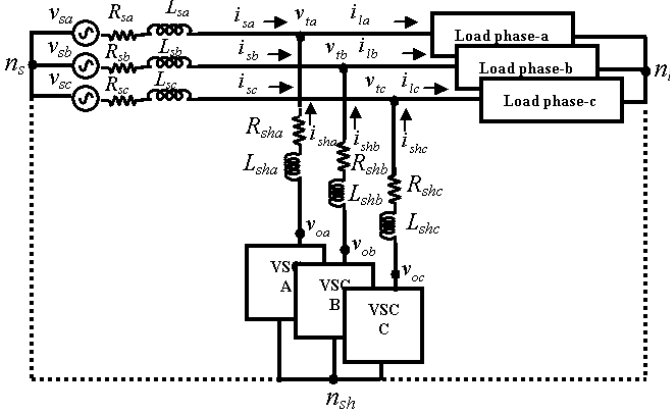 v_sa R_sa L_sa i_sa v_ta i_la Load phase-a
v_sb R_sb L_sb i_sb v_tb i_lb Load phase-b
n_s n
v_sc R_sc L_sc i_sc v_tc i_lc Load phase-c
R_sha i_sha i_shb i_shc
L_sha R_shb R_shc
L_shb L_shc
v_oa v_ob v_oc
VSC A
VSC B
VSC C
n_sh